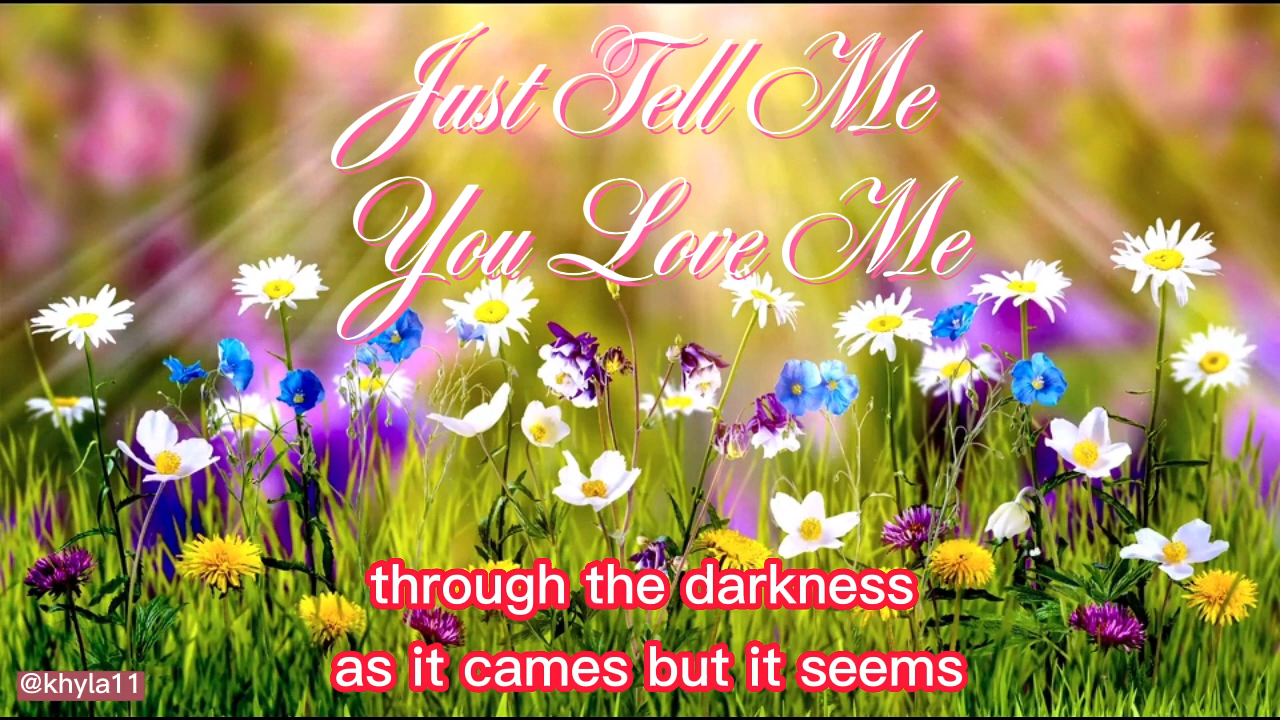 Just Tell Me
You Love Me
through the darkness
as it cames but it seems
@khyla11